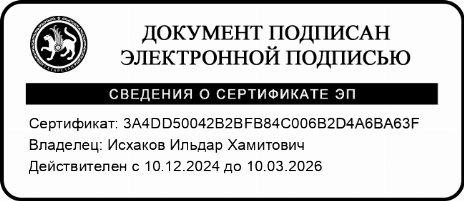 ДОКУМЕНТ ПОДПИСАН
ЭЛЕКТРОННОЙ ПОДПИСЬЮ
СВЕДЕНИЯ О СЕРТИФИКАТЕ ЭП
Сертификат: 3A4DD50042B2BFB84C006B2D4A6BA63F
Владелец: Исхаков Ильдар Хамитович
Действителен с 10.12.2024 до 10.03.2026